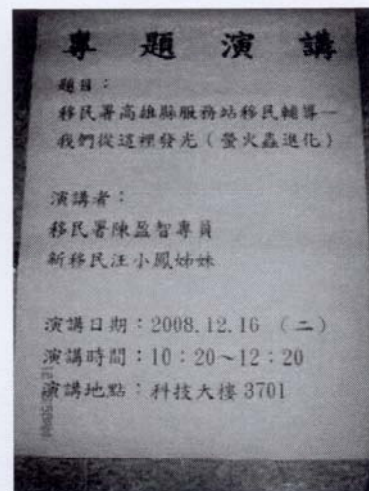 專題演講
題目：
移民署高雄縣服務站移民輔導—
我們從這裡發光（螢火蟲進化）
演講者：
移民署陳盈智專員
新移民汪小鳳姊妹
演講日期：2008.12.16 （二）
演講時間：10：20～12：20
演講地點：科技大樓 3701